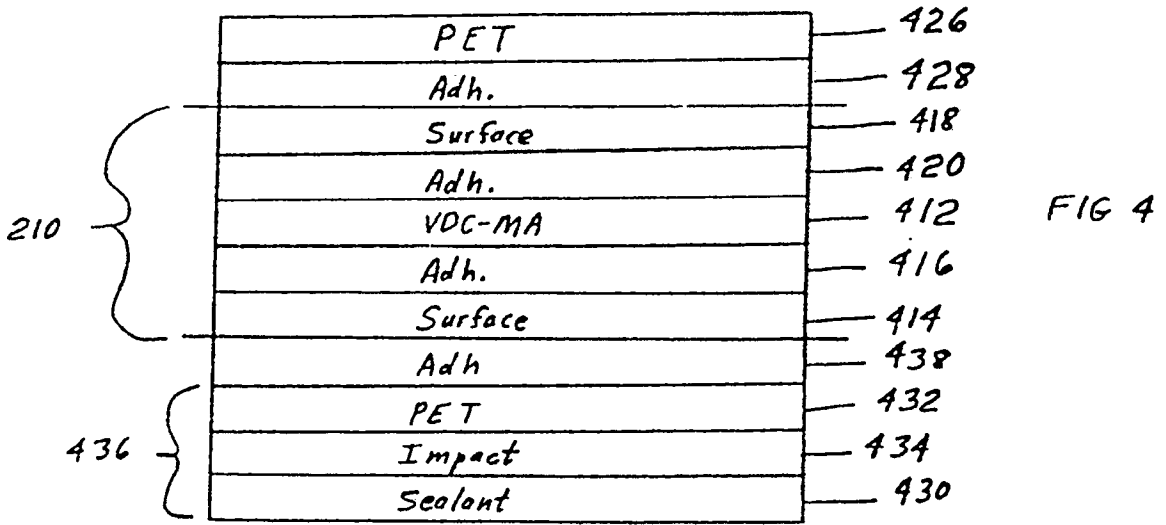 PET 426
Adh. 428
Surface 418
Adh. 420
210 VDC-MA 412 FIG 4
Adh. 416
Surface 414
Adh 438
PET 432
436 Impact 434
Sealant 430